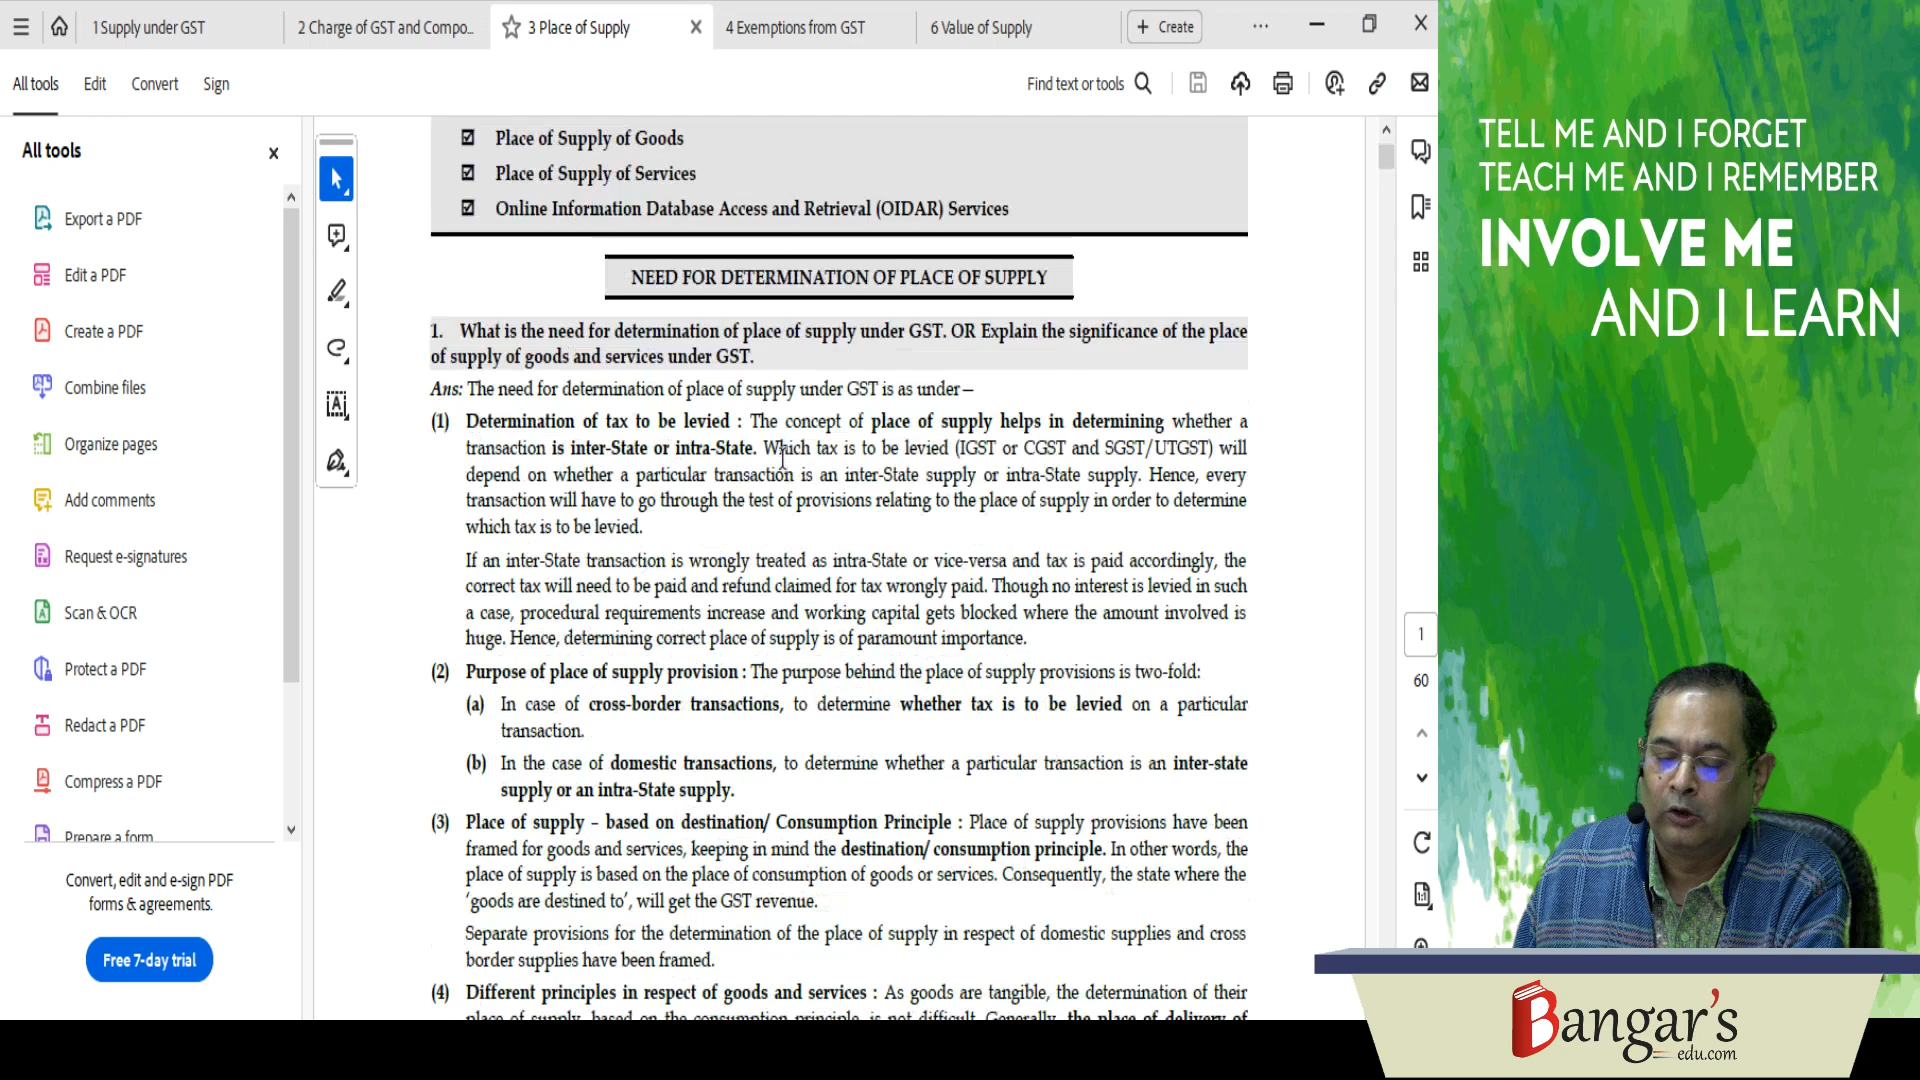 1 Supply under GST
2 Charge of GST and Compo...
3 Place of Supply
4 Exemptions from GST
6 Value of Supply
+ Create
All tools
Edit
Convert
Sign
Find text or tools
All tools
Export a PDF
Edit a PDF
Create a PDF
Combine files
Organize pages
Add comments
Request e-signatures
Scan & OCR
Protect a PDF
Redact a PDF
Compress a PDF
Prepare a form
Convert, edit and e-sign PDF
forms & agreements.
Free 7-day trial
Place of Supply of Goods
Place of Supply of Services
Online Information Database Access and Retrieval (OIDAR) Services
NEED FOR DETERMINATION OF PLACE OF SUPPLY
1. What is the need for determination of place of supply under GST. OR Explain the significance of the place
of supply of goods and services under GST.
Ans: The need for determination of place of supply under GST is as under—
(1) Determination of tax to be levied : The concept of place of supply helps in determining whether a
transaction is inter-State or intra-State. Which tax is to be levied (IGST or CGST and SGST/UTGST) will
depend on whether a particular transaction is an inter-State supply or intra-State supply. Hence, every
transaction will have to go through the test of provisions relating to the place of supply in order to determine
which tax is to be levied.
If an inter-State transaction is wrongly treated as intra-State or vice-versa and tax is paid accordingly, the
correct tax will need to be paid and refund claimed for tax wrongly paid. Though no interest is levied in such
a case, procedural requirements increase and working capital gets blocked where the amount involved is
huge. Hence, determining correct place of supply is of paramount importance.
(2) Purpose of place of supply provision : The purpose behind the place of supply provisions is two-fold:
(a) In case of cross-border transactions, to determine whether tax is to be levied on a particular
transaction.
(b) In the case of domestic transactions, to determine whether a particular transaction is an inter-state
supply or an intra-State supply.
(3) Place of supply – based on destination/ Consumption Principle : Place of supply provisions have been
framed for goods and services, keeping in mind the destination/ consumption principle. In other words, the
place of supply is based on the place of consumption of goods or services. Consequently, the state where the
'goods are destined to', will get the GST revenue.
Separate provisions for the determination of the place of supply in respect of domestic supplies and cross
border supplies have been framed.
(4) Different principles in respect of goods and services : As goods are tangible, the determination of their
place of supply, based on the consumption principle, is not difficult. Generally, the place of delivery of
1
60
TELL ME AND I FORGET
TEACH ME AND I REMEMBER
INVOLVE ME
AND I LEARN
Bangar's
edu.com